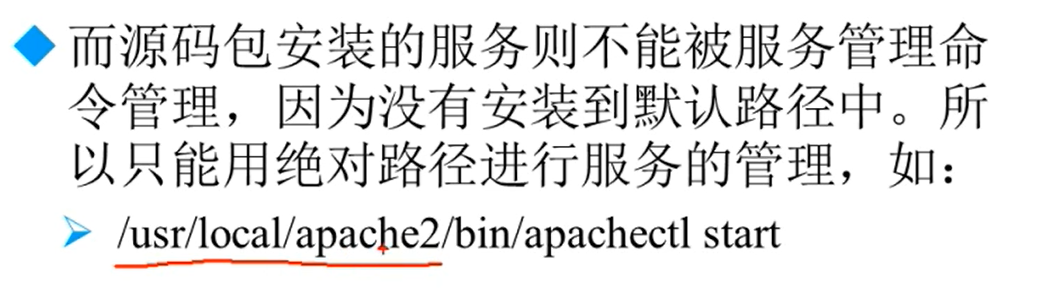 而源码包安装的服务则不能被服务管理命
令管理，因为没有安装到默认路径中。所
以只能用绝对路径进行服务的管理，如：
/usr/local/apache2/bin/apachectl start